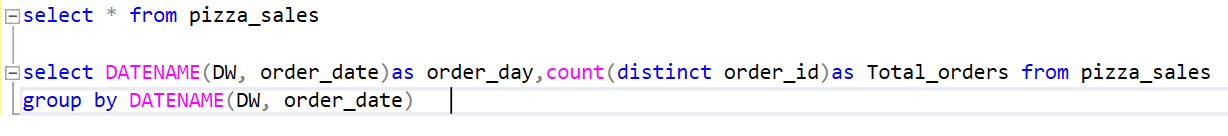 select * from pizza_sales
select DATENAME(DW, order_date)as order_day,count(distinct order_id)as Total_orders from pizza_sales
group by DATENAME(DW, order_date)